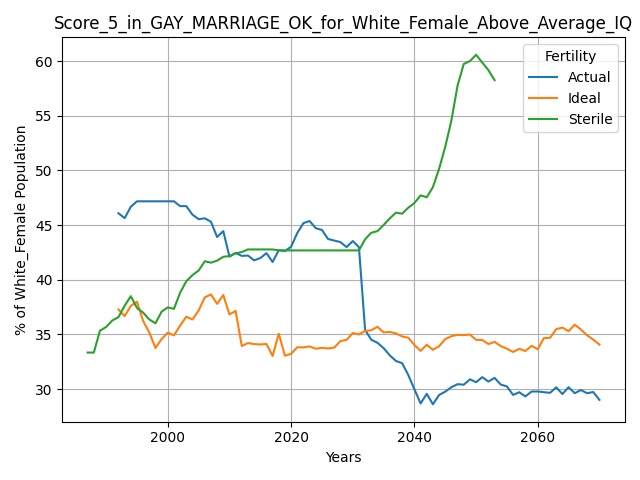 Score_5_in_GAY_MARRIAGE_OK_for_White_Female_Above_Average_IQ
Fertility
Actual
Ideal
Sterile
% of White_Female Population
60
55
50
45
40
35
30
2000
2020
2040
2060
Years